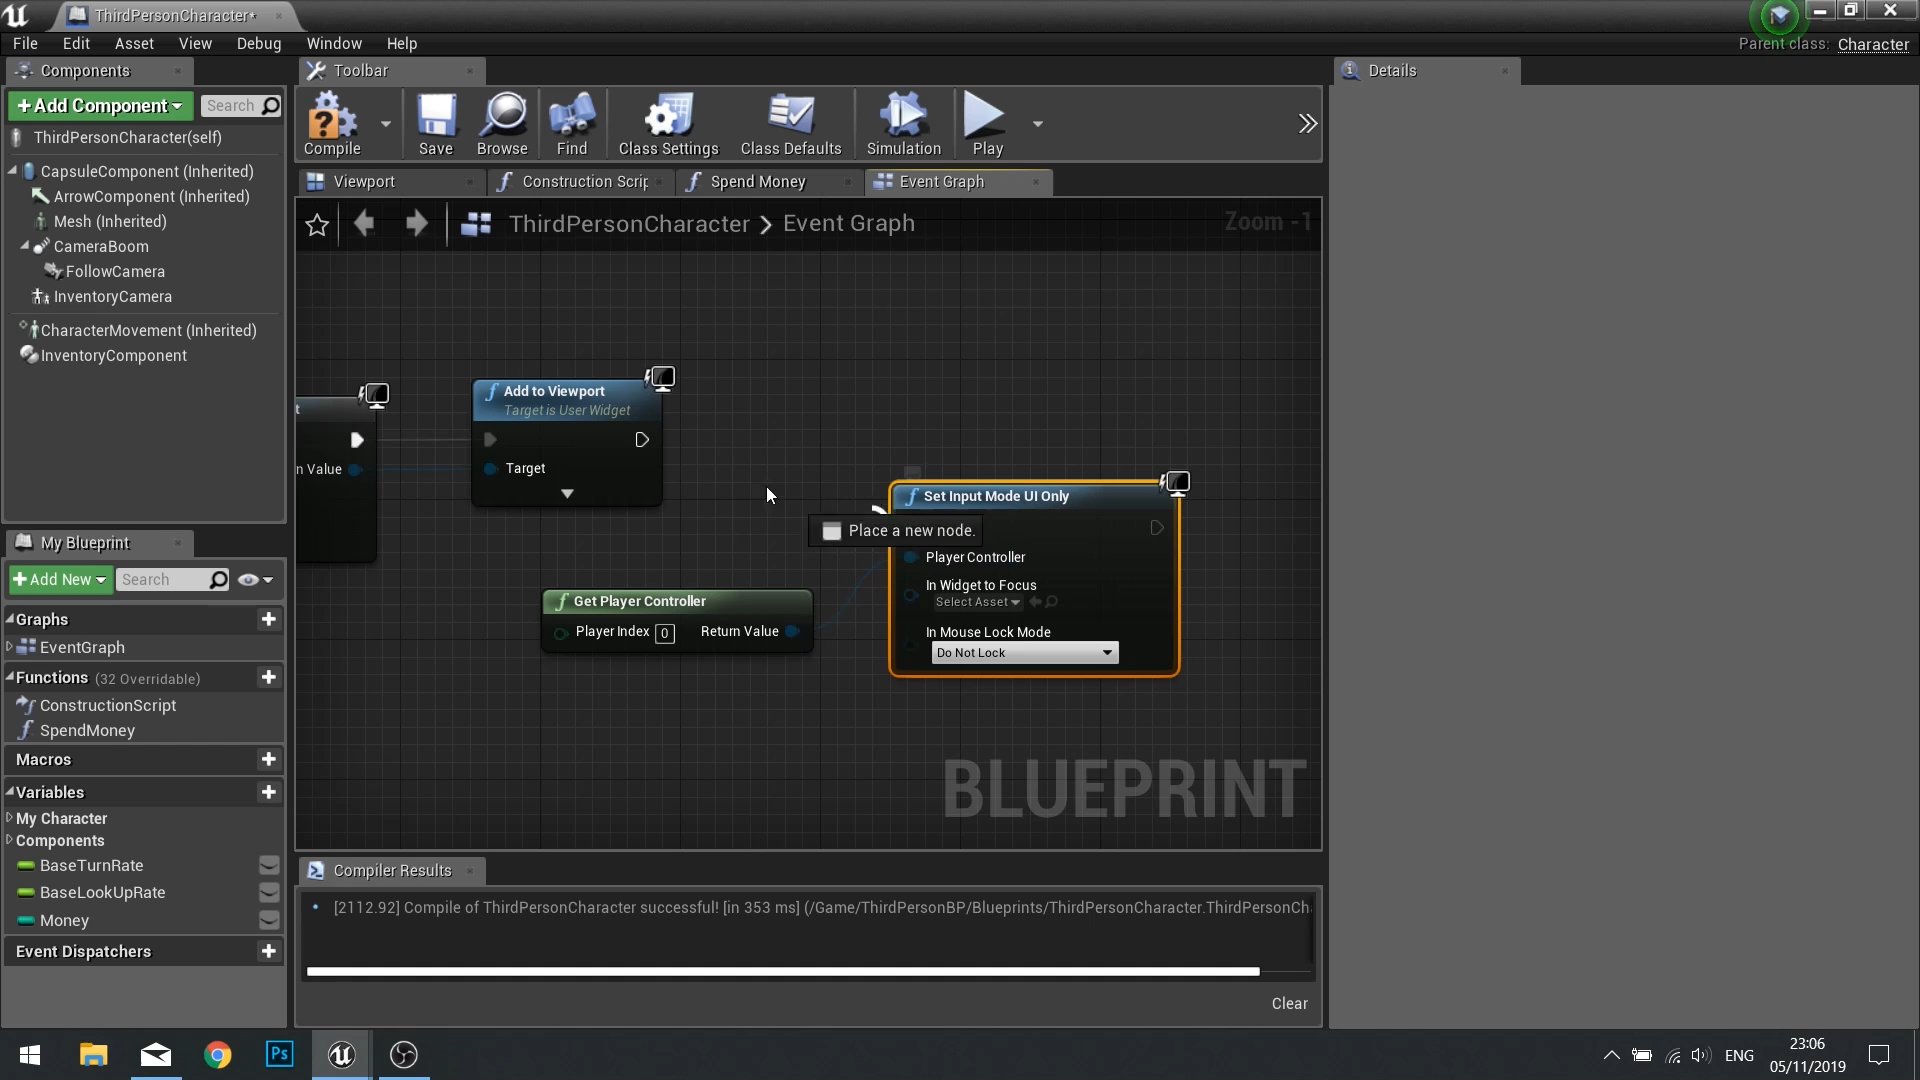 ThirdPersonCharacter*
File Edit Asset View Debug Window Help
Parent class: Character
Components
Toolbar
Details
+Add Component
Search
ThirdPersonCharacter(self)
CapsuleComponent (Inherited)
ArrowComponent (Inherited)
Mesh (Inherited)
CameraBoom
FollowCamera
InventoryCamera
CharacterMovement (Inherited)
InventoryComponent
Compile
Save
Browse
Find
Class Settings
Class Defaults
Simulation
Play
Viewport
Construction Scrip
Spend Money
Event Graph
ThirdPersonCharacter > Event Graph
Zoom -1
t
n Value
Add to Viewport
Target is User Widget
Target
Set Input Mode UI Only
Place a new node.
Player Controller
In Widget to Focus
Select Asset
In Mouse Lock Mode
Do Not Lock
Get Player Controller
Player Index 0 Return Value
BLUEPRINT
My Blueprint
+Add New
Search
Graphs
EventGraph
Functions (32 Overridable)
ConstructionScript
SpendMoney
Macros
Variables
My Character
Components
BaseTurnRate
BaseLookUpRate
Money
Event Dispatchers
Compiler Results
[2112.92] Compile of ThirdPersonCharacter successful! [in 353 ms] (/Game/ThirdPersonBP/Blueprints/ThirdPersonCharacter.ThirdPersonCh
Clear
Ps
ENG
23:06
05/11/2019